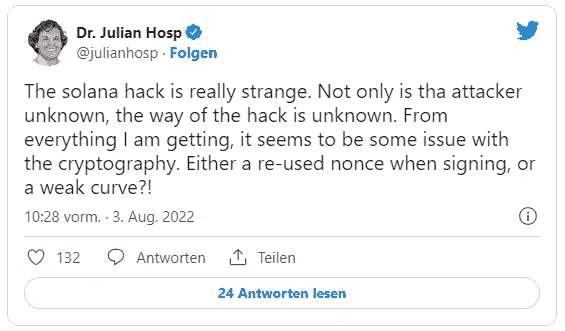 Dr. Julian Hosp
@julianhosp · Folgen
The solana hack is really strange. Not only is tha attacker
unknown, the way of the hack is unknown. From
everything I am getting, it seems to be some issue with
the cryptography. Either a re-used nonce when signing, or
a weak curve?!
10:28 vorm. · 3. Aug. 2022
132 Antworten Teilen
24 Antworten lesen